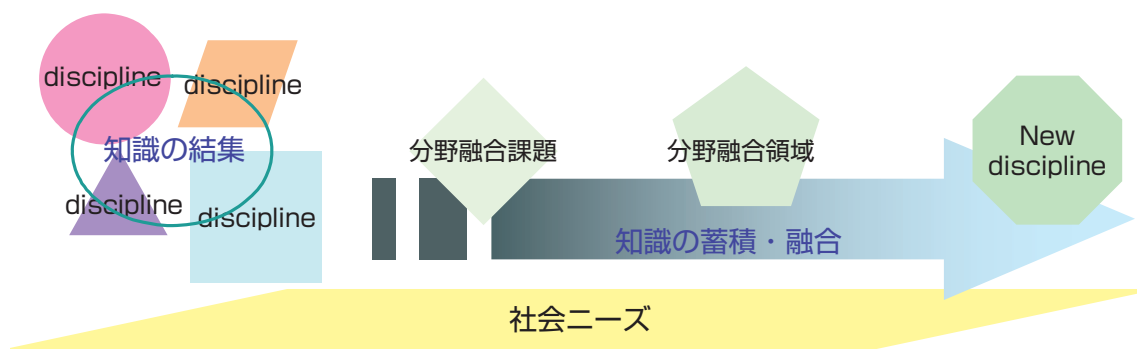 discipline
discipline
知識の結集
discipline
discipline
分野融合課題
分野融合領域
New
discipline
知識の蓄積・融合
社会ニーズ